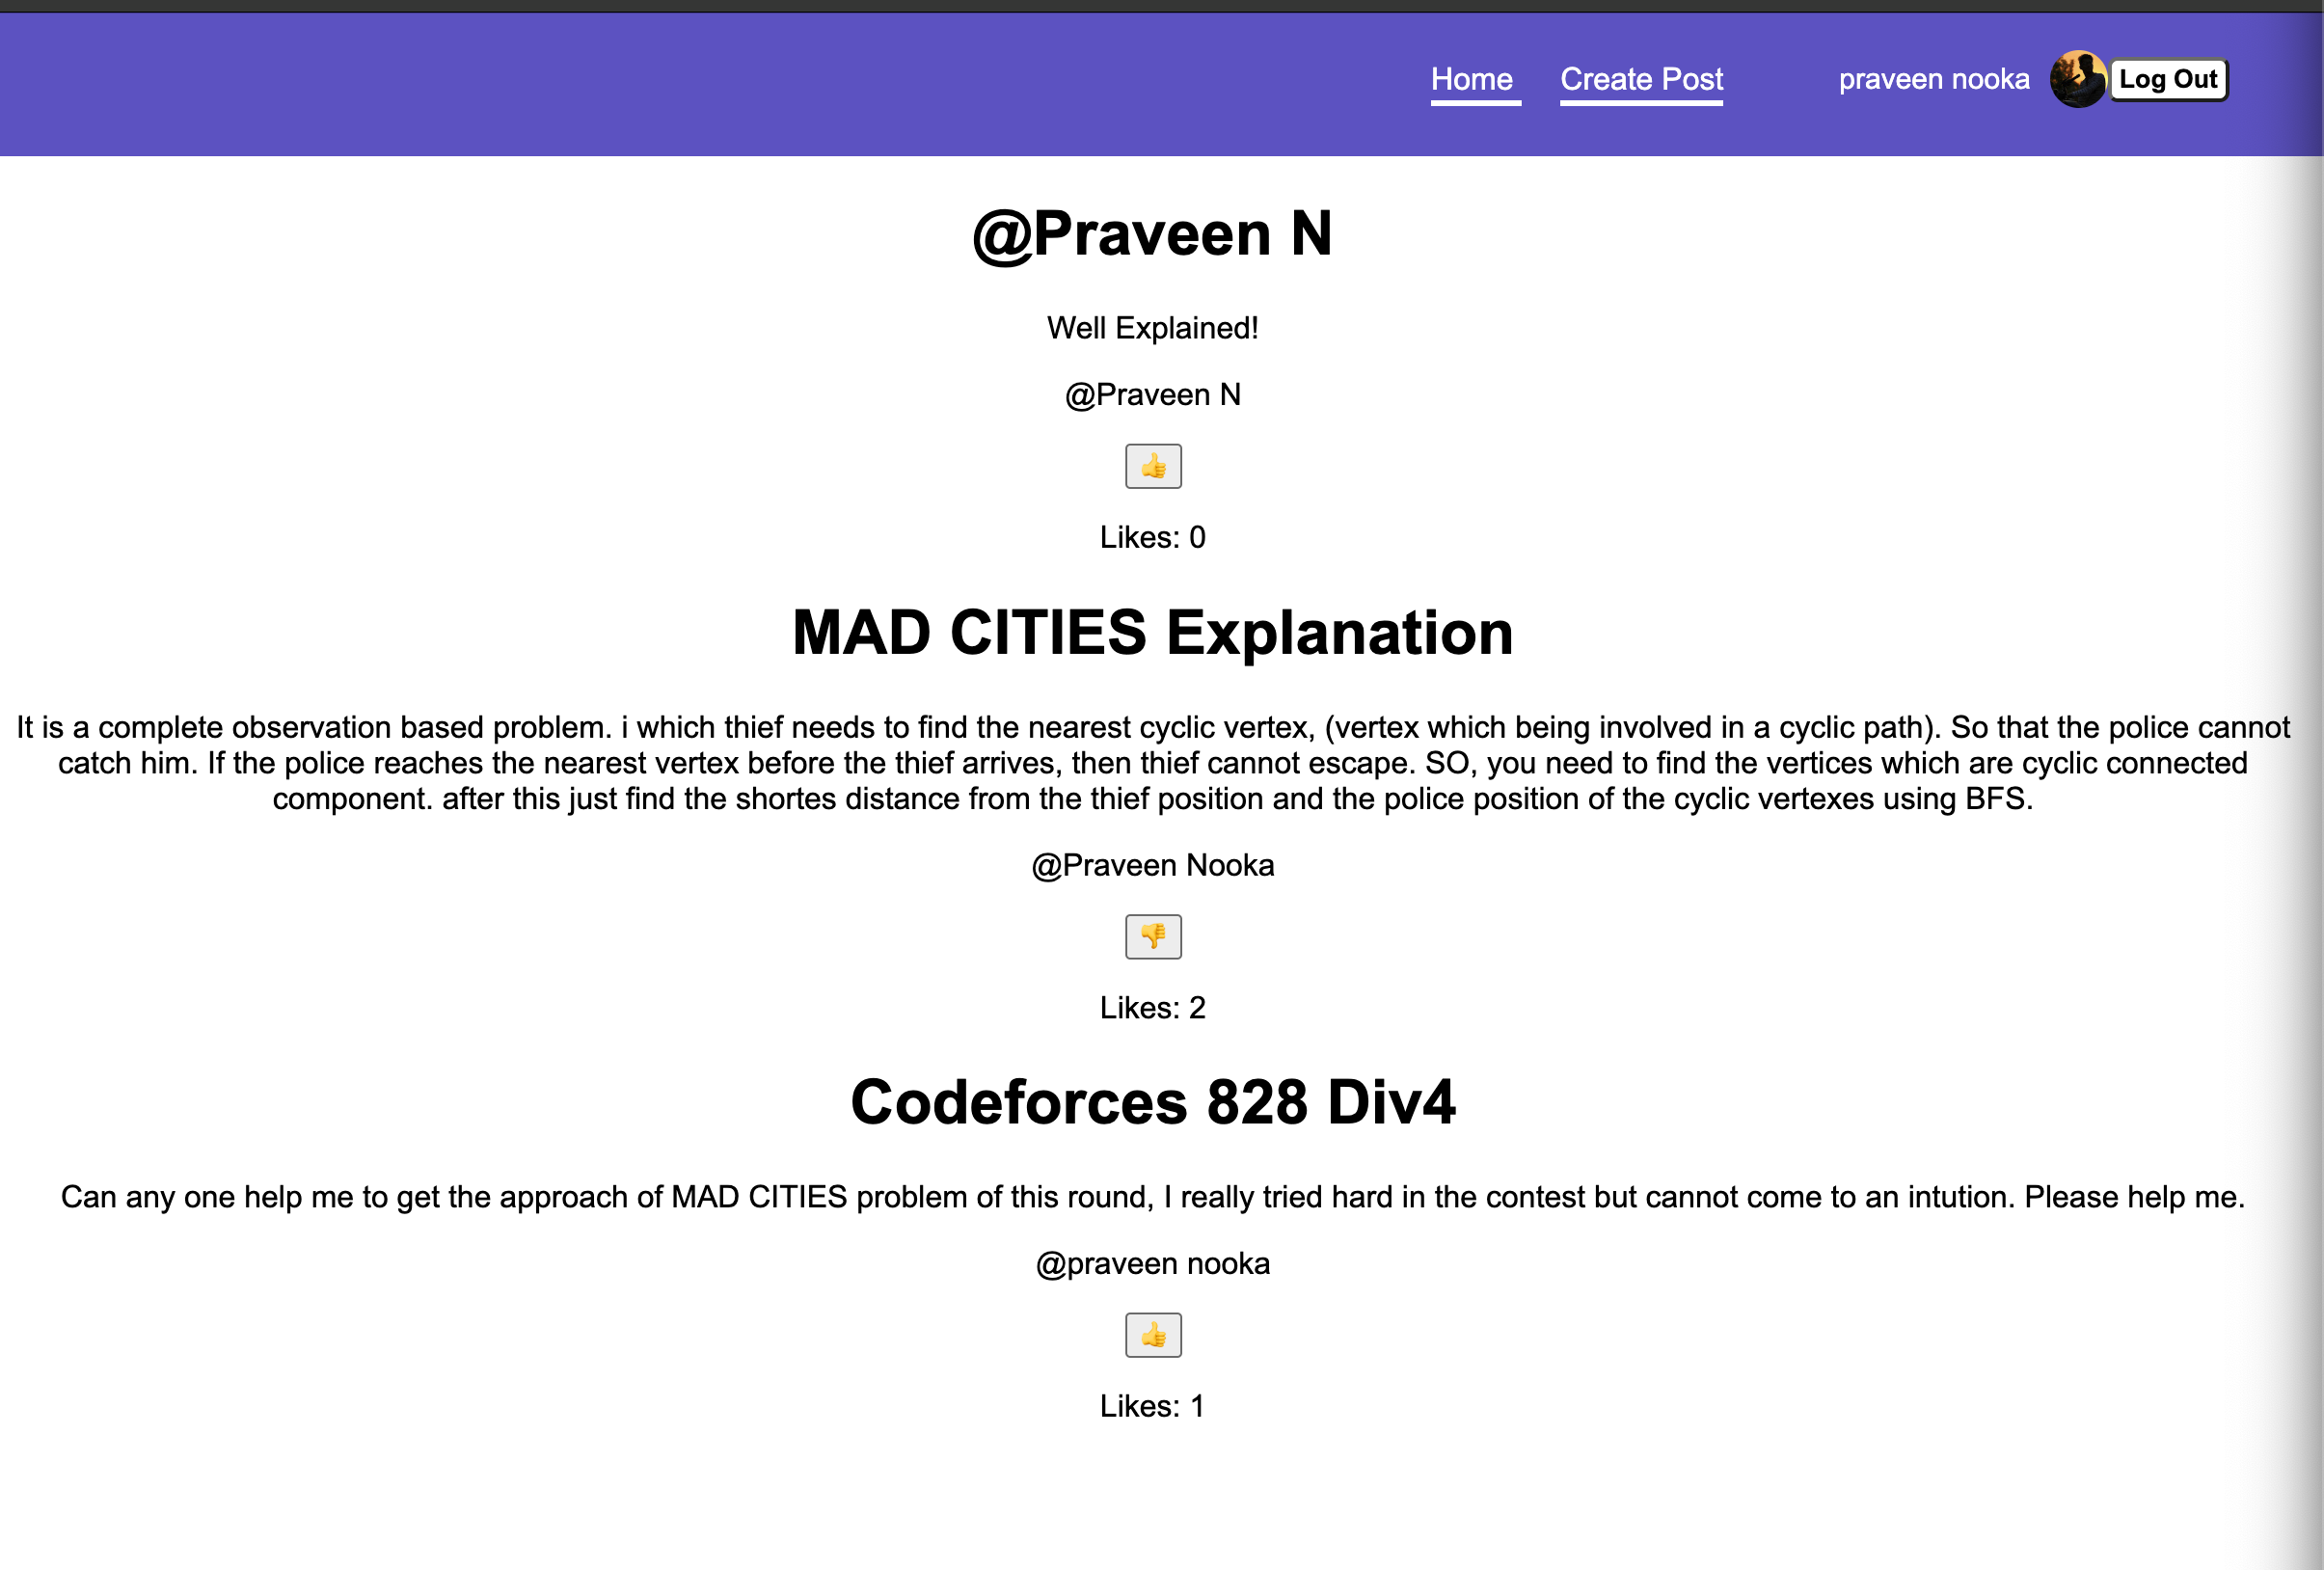 Home Create Post praveen nooka Log Out
@Praveen N
Well Explained!
@Praveen N
👍
Likes: 0
MAD CITIES Explanation
It is a complete observation based problem. i which thief needs to find the nearest cyclic vertex, (vertex which being involved in a cyclic path). So that the police cannot
catch him. If the police reaches the nearest vertex before the thief arrives, then thief cannot escape. SO, you need to find the vertices which are cyclic connected
component. after this just find the shortes distance from the thief position and the police position of the cyclic vertexes using BFS.
@Praveen Nooka
👎
Likes: 2
Codeforces 828 Div4
Can any one help me to get the approach of MAD CITIES problem of this round, I really tried hard in the contest but cannot come to an intution. Please help me.
@praveen nooka
👍
Likes: 1